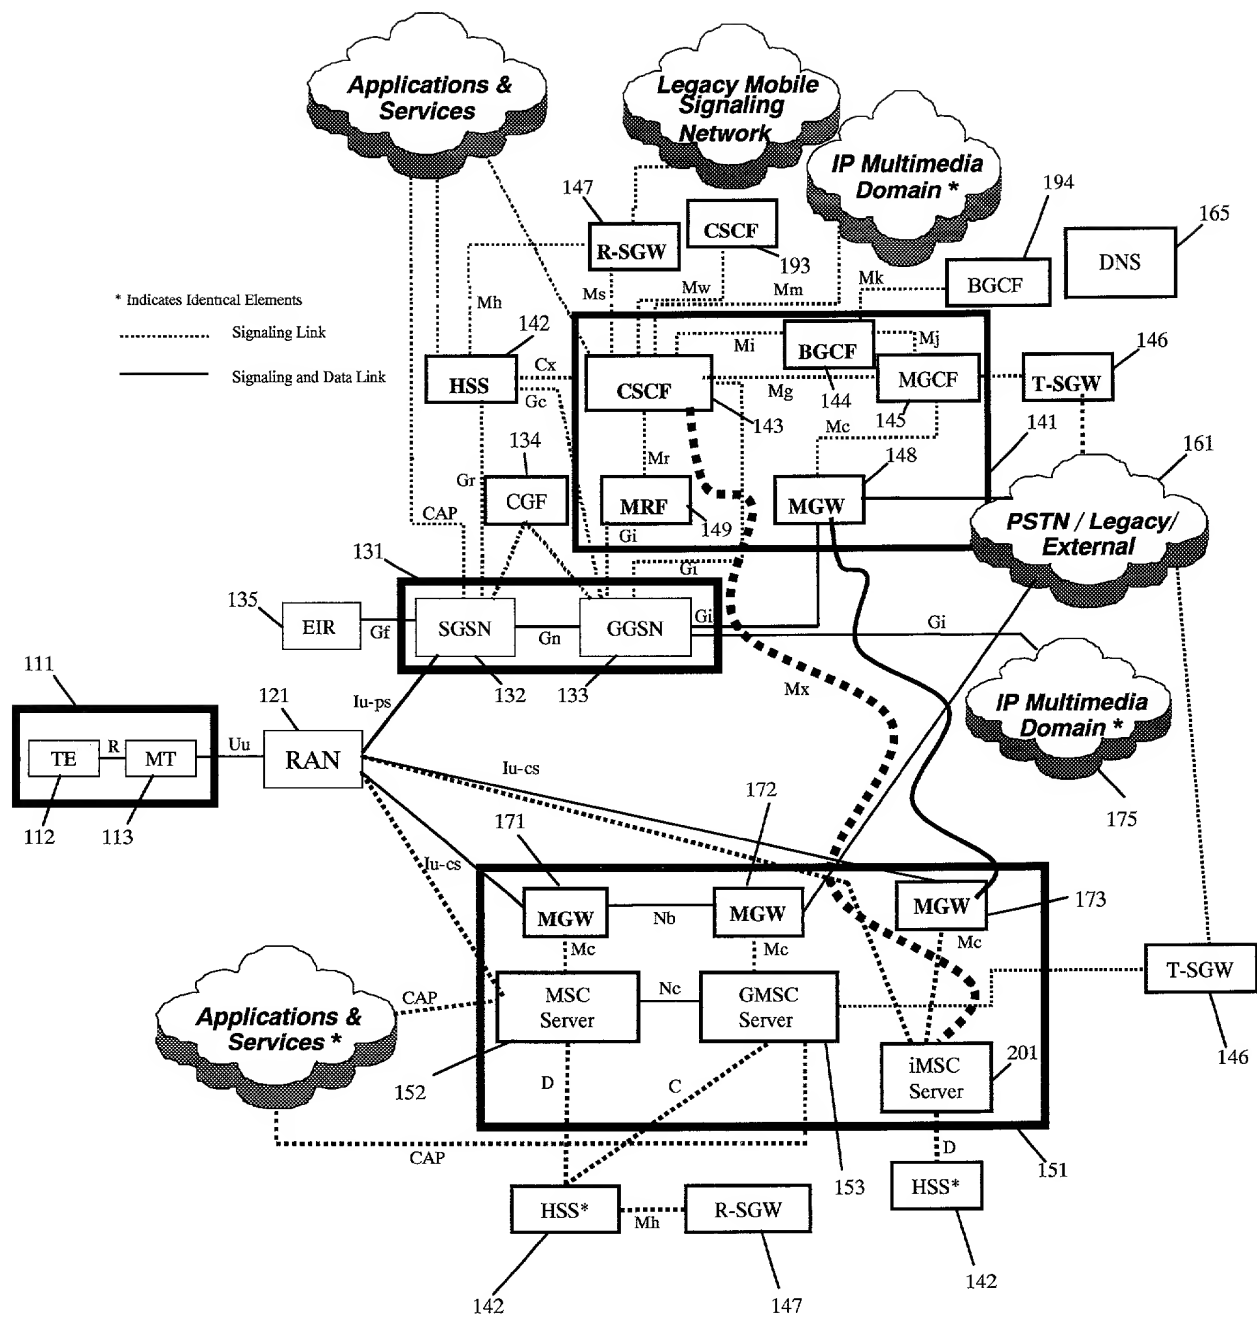 Applications &
Services
Legacy Mobile
Signaling
Network
IP Multimedia
Domain *
147
194
165
CSCF
R-SGW
193
DNS
BGCF
* Indicates Identical Elements
Signaling Link
Signaling and Data Link
Mh
Ms
Mw
Mm
Mk
142
Mi
BGCF
Mj
146
HSS
Cx
CSCF
Mg
MGCF
T-SGW
Gc
144
145
143
Mc
141
134
161
Gr
Mr
148
CGF
MRF
149
MGW
PSTN / Legacy/
External
CAP
Gi
131
Gi
135
EIR
Gf
SGSN
Gn
GGSN
Gi
Gi
111
121
Iu-ps
132
133
Mx
IP Multimedia
Domain *
TE
R
MT
Uu
RAN
Iu-cs
172
175
112
113
171
Iu-cs
MGW
Nb
MGW
MGW
173
Mc
Mc
Mc
T-SGW
Applications &
Services *
CAP
MSC
Server
Nc
GMSC
Server
iMSC
Server
201
146
152
D
C
CAP
153
D
151
HSS*
Mh
R-SGW
HSS*
142
147
142